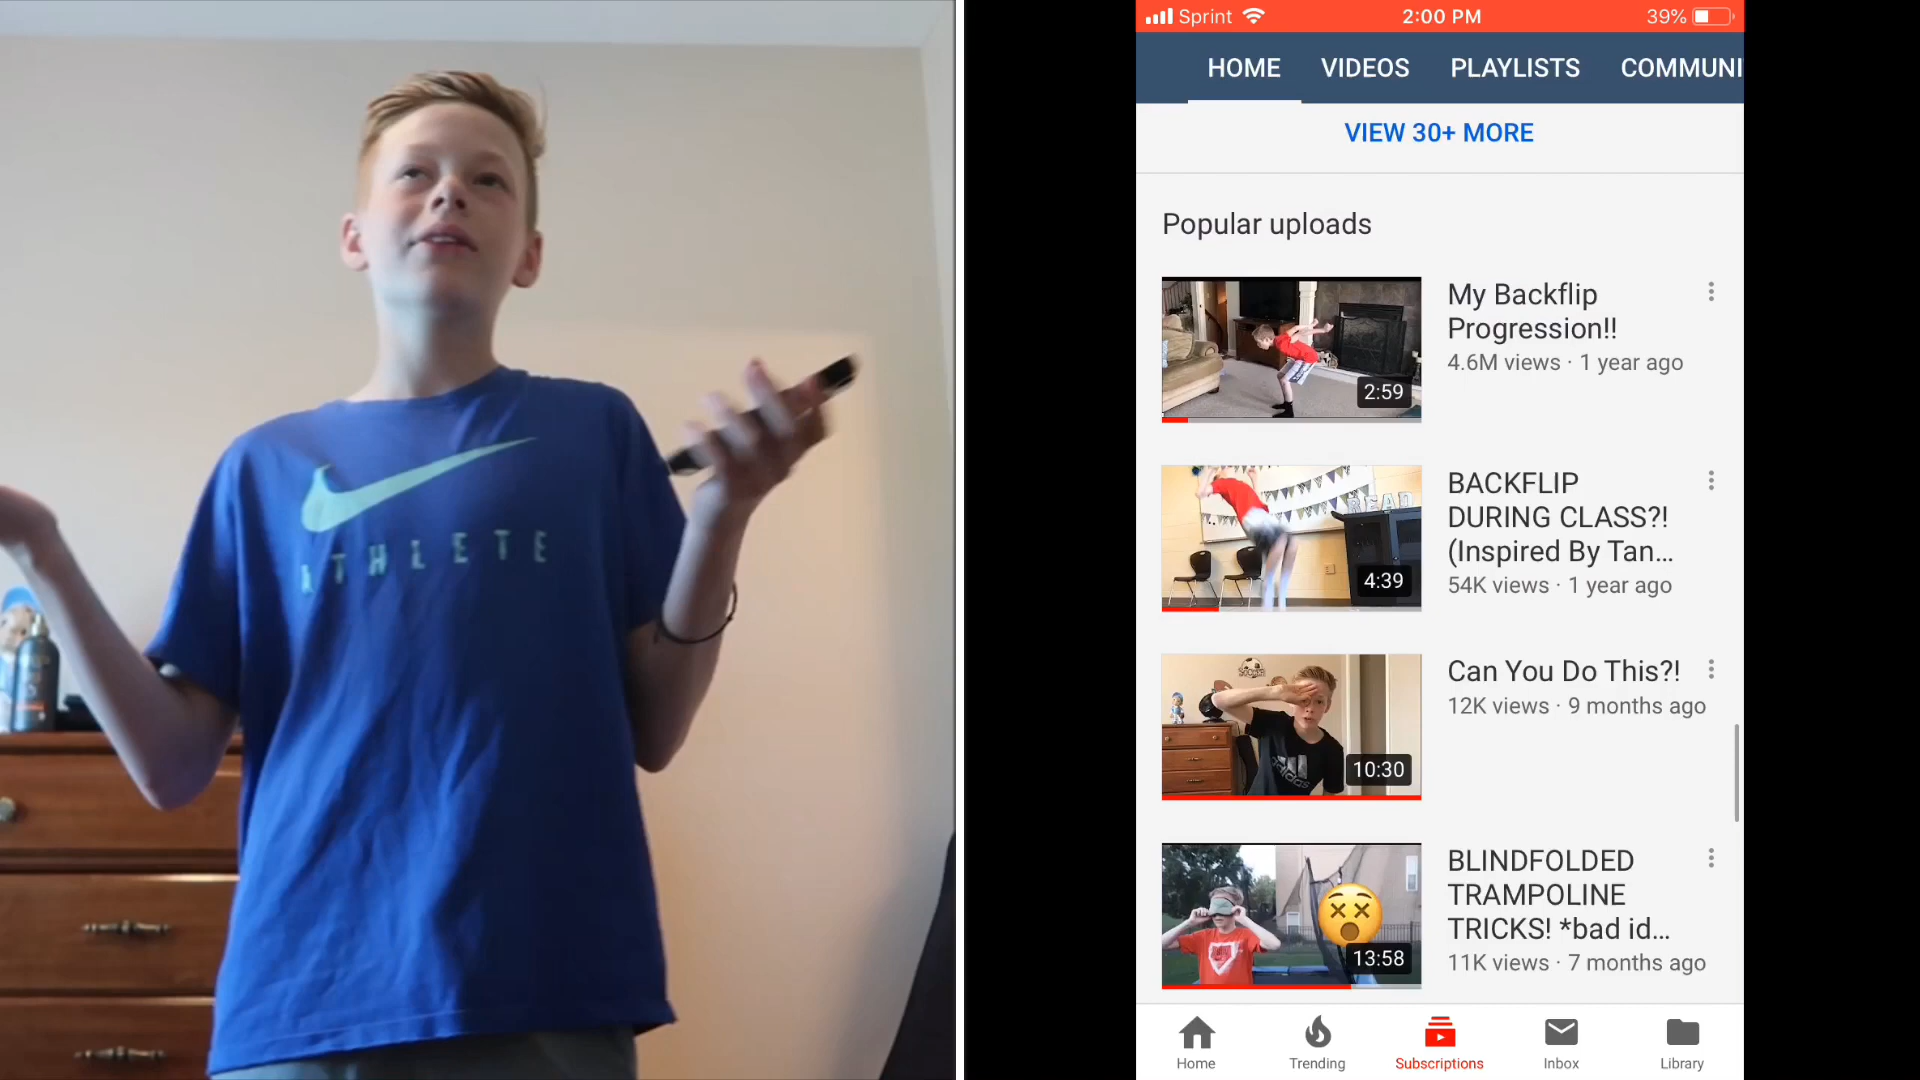 ATHLETE
Sprint
2:00 PM
39%
HOME VIDEOS PLAYLISTS COMMUNI
VIEW 30+ MORE
Popular uploads
My Backflip
Progression!!
4.6M views · 1 year ago
2:59
READ
BACKFLIP
DURING CLASS?!
(Inspired By Tan...
54K views · 1 year ago
4:39
SOCCER
adidas
Can You Do This?!
12K views · 9 months ago
10:30
BLINDFOLDED
TRAMPOLINE
TRICKS! *bad id...
11K views · 7 months ago
13:58
Home Trending Subscriptions Inbox Library